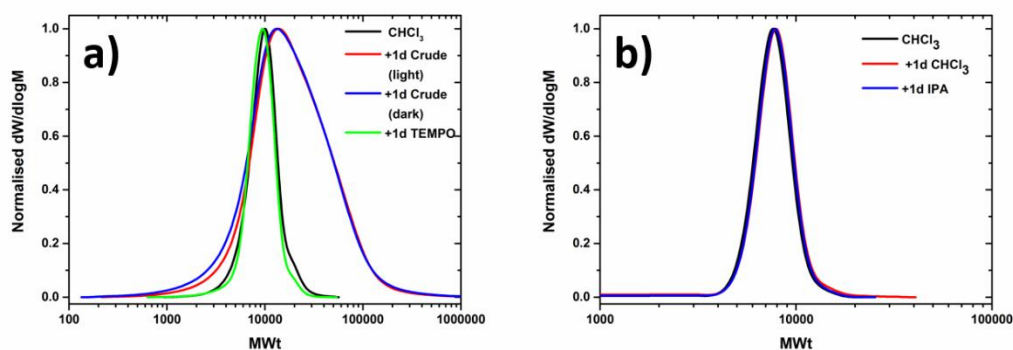 a)
CHCl₃
+1d Crude
(light)
+1d Crude
(dark)
+1d TEMPO
Normalised dW/dlogM
1.0
0.8
0.6
0.4
0.2
0.0
100
1000
10000
100000
1000000
MWt
b)
CHCl₃
+1d CHCl₃
+1d IPA
Normalised dW/dlogM
1.0
0.8
0.6
0.4
0.2
0.0
1000
10000
100000
MWt